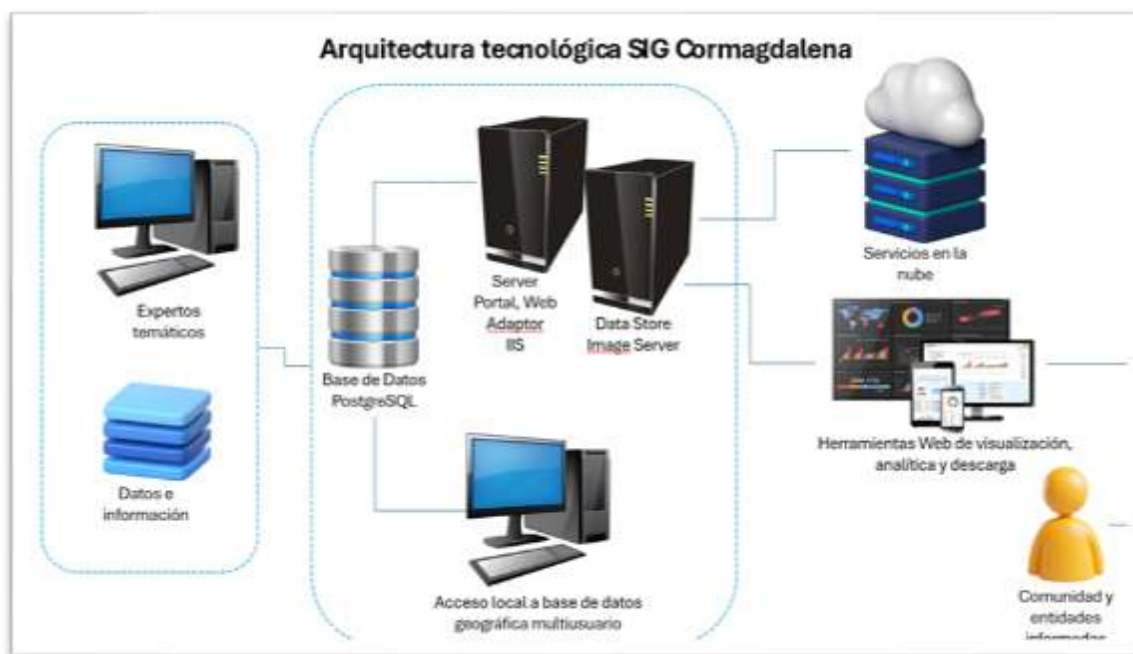 Arquitectura tecnológica SIG Cormagdalena
Expertos
temáticos
Datos e
información
Base de Datos
PostgreSQL
Server
Portal, Web
Adaptor
IIS
Data Store
Image Server
Acceso local a base de datos
geográfica multiusuario
Servicios en la
nube
Herramientas Web de visualización,
analítica y descarga
Comunidad y
entidades
informadas